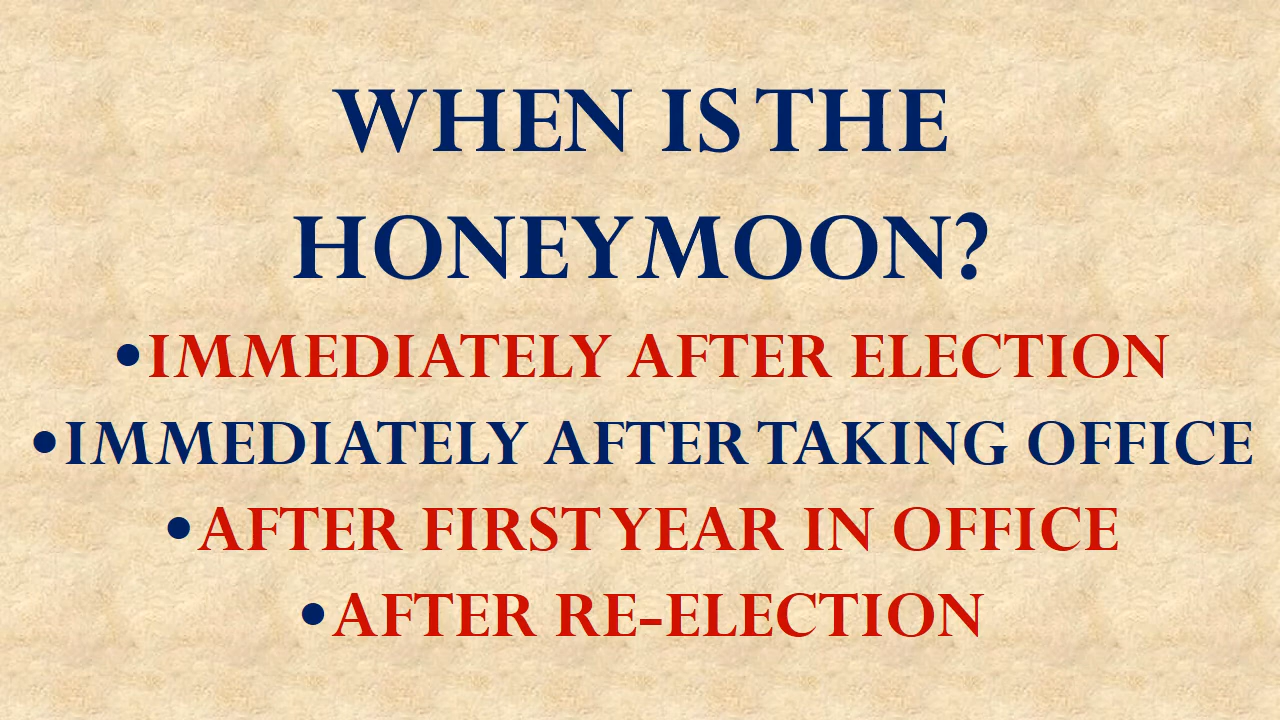 WHEN IS THE
HONEYMOON?
•IMMEDIATELY AFTER ELECTION
•IMMEDIATELY AFTER TAKING OFFICE
•AFTER FIRST YEAR IN OFFICE
•AFTER RE-ELECTION